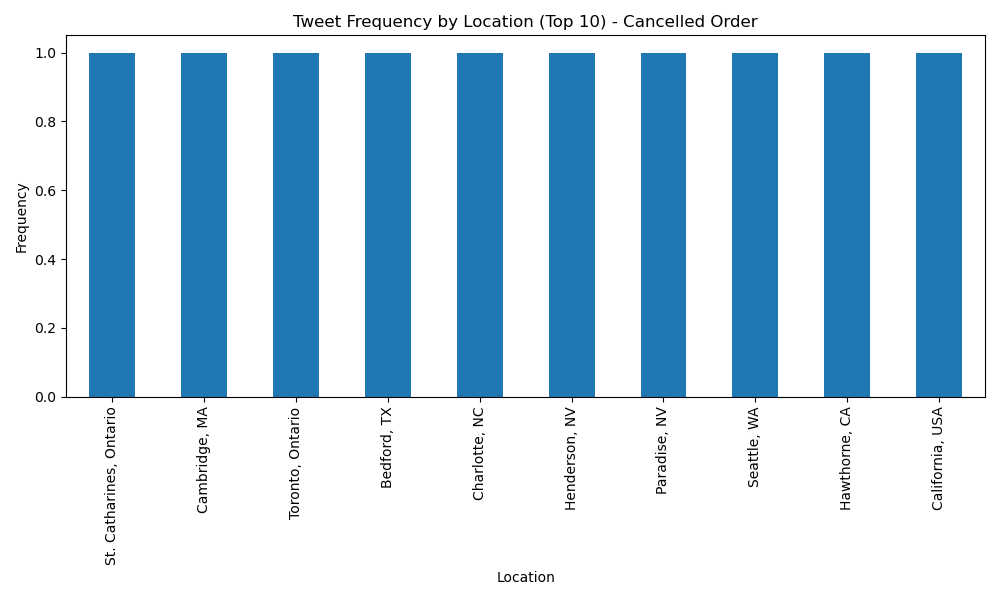 Tweet Frequency by Location (Top 10) - Cancelled Order
Frequency
1.0
0.8
0.6
0.4
0.2
0.0
St. Catharines, Ontario
Cambridge, MA
Toronto, Ontario
Bedford, TX
Charlotte, NC
Henderson, NV
Paradise, NV
Seattle, WA
Hawthorne, CA
California, USA
Location